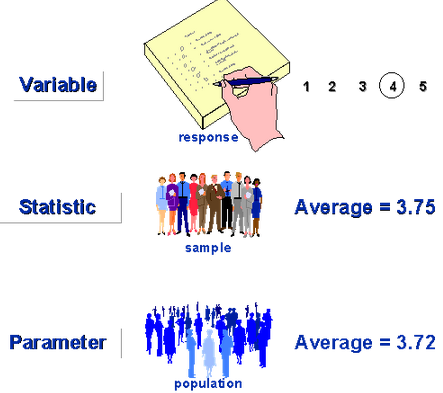 Variable
1 2 3 4 5
response
Statistic
Average = 3.75
sample
Parameter
Average = 3.72
population